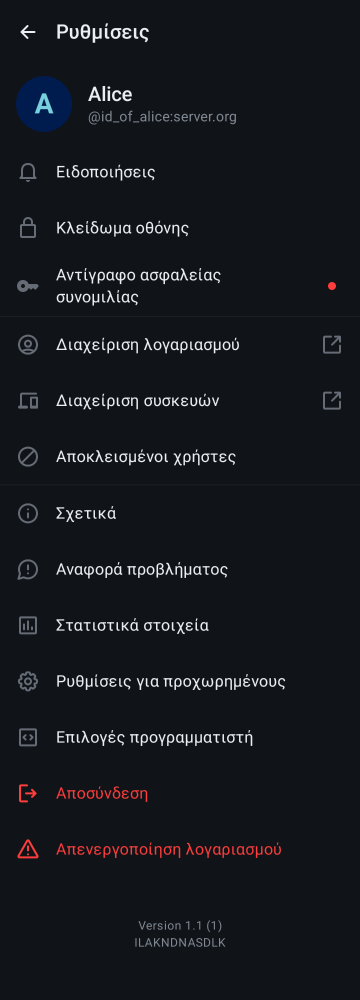 Ρυθμίσεις
A
Alice
@id_of_alice:server.org
Ειδοποιήσεις
Κλείδωμα οθόνης
Αντίγραφο ασφαλείας
συνομιλίας
Διαχείριση λογαριασμού
Διαχείριση συσκευών
Αποκλεισμένοι χρήστες
Σχετικά
Αναφορά προβλήματος
Στατιστικά στοιχεία
Ρυθμίσεις για προχωρημένους
Επιλογές προγραμματιστή
Αποσύνδεση
Απενεργοποίηση λογαριασμού
Version 1.1 (1)
ILAKNDNASDLK